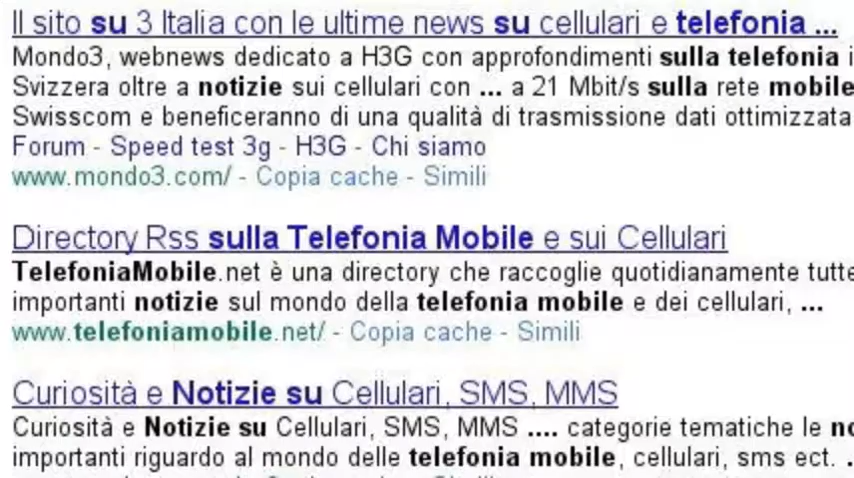 Il sito su 3 Italia con le ultime news su cellulari e telefonia ...
Mondo3, webnews dedicato a H3G con approfondimenti sulla telefonia i
Svizzera oltre a notizie sui cellulari con ... a 21 Mbit/s sulla rete mobile
Swisscom e beneficeranno di una qualità di trasmissione dati ottimizzata
Forum - Speed test 3g - H3G - Chi siamo
www.mondo3.com/ - Copia cache - Simili
Directory Rss sulla Telefonia Mobile e sui Cellulari
TelefoniaMobile.net è una directory che raccoglie quotidianamente tutte
importanti notizie sul mondo della telefonia mobile e dei cellulari, ...
www.telefoniamobile.net/ - Copia cache - Simili
Curiosità e Notizie su Cellulari, SMS, MMS
Curiosità e Notizie su Cellulari, SMS, MMS .... categorie tematiche le no
importanti riguardo al mondo delle telefonia mobile, cellulari, sms ect. .